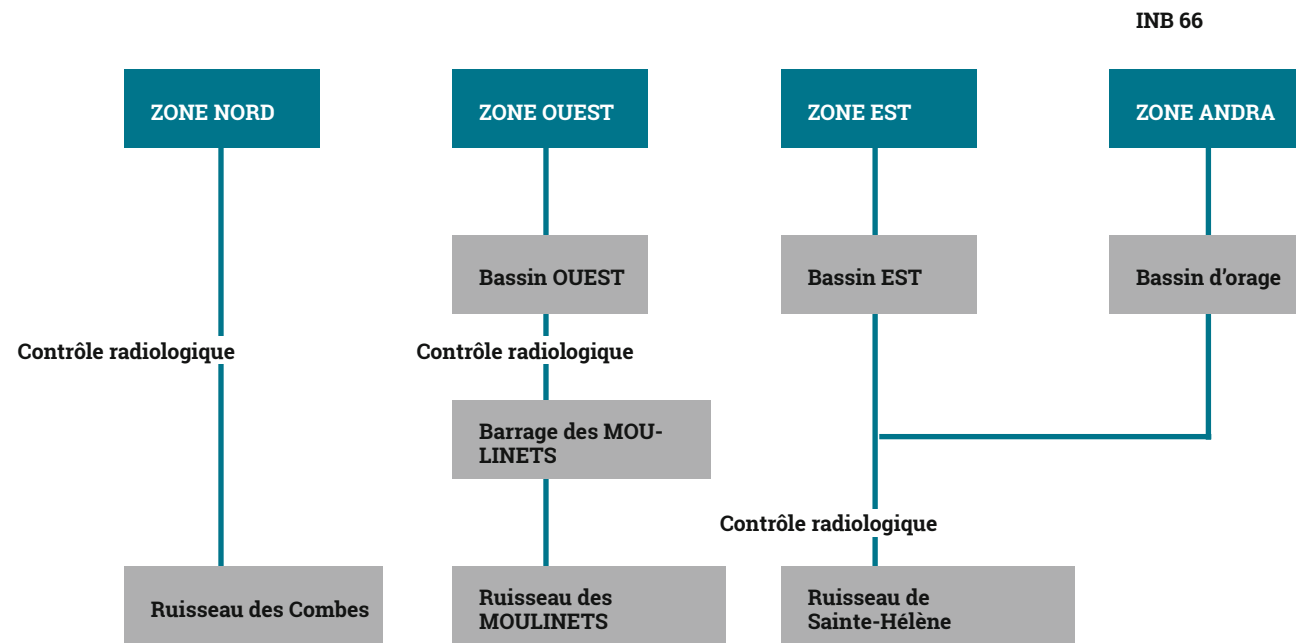 INB 66
ZONE NORD
ZONE OUEST
ZONE EST
ZONE ANDRA
Bassin OUEST
Bassin EST
Bassin d'orage
Contrôle radiologique
Contrôle radiologique
Barrage des MOU-
LINETS
Contrôle radiologique
Ruisseau des Combes
Ruisseau des
MOULINETS
Ruisseau de
Sainte-Hélène